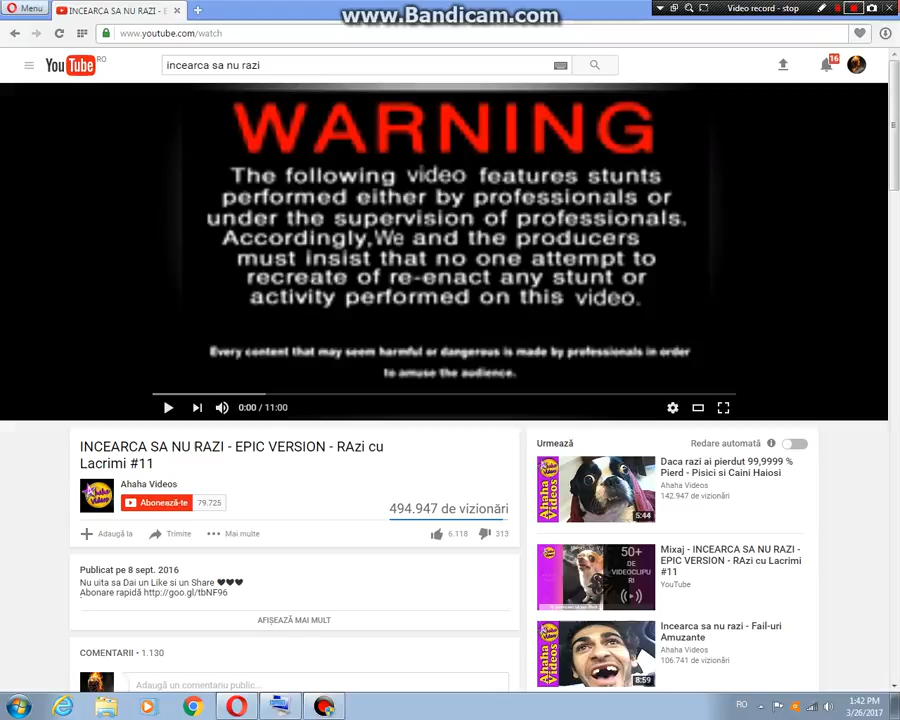 Menu
INCEARCA SA NU RAZI - E
www.Bandicam.com
Video record - stop
www.youtube.com/watch
YouTube RO
incearca sa nu razi
16
WARNING
The following video features stunts
performed either by professionals or
under the supervision of professionals.
Accordingly,We and the producers
must insist that no one attempt to
recreate of re-enact any stunt or
activity performed on this video.
Every content that may seem harmful or dangerous is made by professionals in order
to amuse the audience.
0:00 / 11:00
INCEARCA SA NU RAZI - EPIC VERSION - RAzi cu
Lacrimi #11
Ahaha Videos
Abonează-te 79.725
494.947 de vizionări
Adaugă la Trimite Mai multe 6.118 313
Publicat pe 8 sept. 2016
Nu uita sa Dai un Like si un Share ♥♥♥
Abonare rapidă http://goo.gl/tbNF96
AFIȘEAZĂ MAI MULT
COMENTARII • 1.130
Adaugă un comentariu public...
Urmează
Redare automată
Ahaha Videos
5:44
Daca razi ai pierdut 99,9999 %
Pierd - Pisici si Caini Haiosi
Ahaha Videos
142.947 de vizionări
50+
DE
VIDEOCLIPU
RI
Mixaj - INCEARCA SA NU RAZI -
EPIC VERSION - RAzi cu Lacrimi
#11
YouTube
Ahaha Videos
8:59
Incearca sa nu razi - Fail-uri
Amuzante
Ahaha Videos
106.741 de vizionări
RO
1:42 PM
3/26/2017